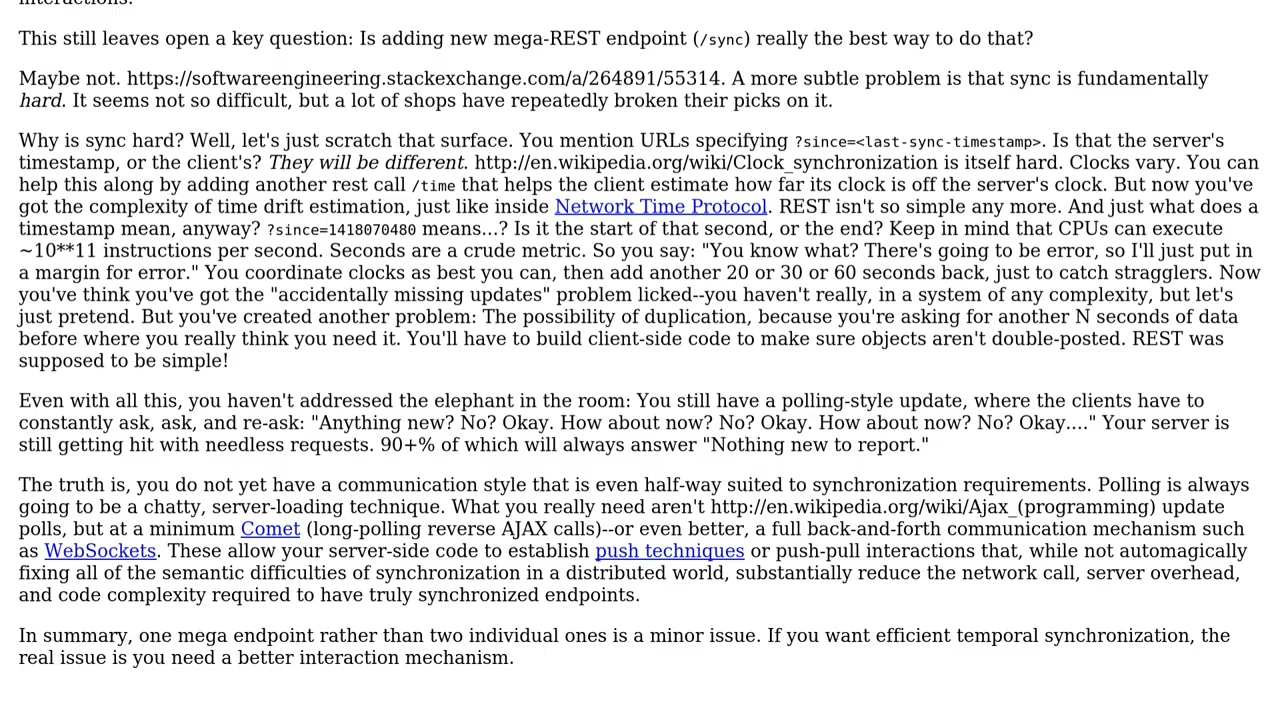 interactions.
This still leaves open a key question: Is adding new mega-REST endpoint (/sync) really the best way to do that?
Maybe not. https://softwareengineering.stackexchange.com/a/264891/55314. A more subtle problem is that sync is fundamentally
hard. It seems not so difficult, but a lot of shops have repeatedly broken their picks on it.
Why is sync hard? Well, let's just scratch that surface. You mention URLs specifying ?since=<last-sync-timestamp>. Is that the server's
timestamp, or the client's? They will be different. http://en.wikipedia.org/wiki/Clock_synchronization is itself hard. Clocks vary. You can
help this along by adding another rest call /time that helps the client estimate how far its clock is off the server's clock. But now you've
got the complexity of time drift estimation, just like inside Network Time Protocol. REST isn't so simple any more. And just what does a
timestamp mean, anyway? ?since=1418070480 means...? Is it the start of that second, or the end? Keep in mind that CPUs can execute
~10**11 instructions per second. Seconds are a crude metric. So you say: "You know what? There's going to be error, so I'll just put in
a margin for error." You coordinate clocks as best you can, then add another 20 or 30 or 60 seconds back, just to catch stragglers. Now
you've think you've got the "accidentally missing updates" problem licked--you haven't really, in a system of any complexity, but let's
just pretend. But you've created another problem: The possibility of duplication, because you're asking for another N seconds of data
before where you really think you need it. You'll have to build client-side code to make sure objects aren't double-posted. REST was
supposed to be simple!
Even with all this, you haven't addressed the elephant in the room: You still have a polling-style update, where the clients have to
constantly ask, ask, and re-ask: "Anything new? No? Okay. How about now? No? Okay. How about now? No? Okay...." Your server is
still getting hit with needless requests. 90+% of which will always answer "Nothing new to report."
The truth is, you do not yet have a communication style that is even half-way suited to synchronization requirements. Polling is always
going to be a chatty, server-loading technique. What you really need aren't http://en.wikipedia.org/wiki/Ajax_(programming) update
polls, but at a minimum Comet (long-polling reverse AJAX calls)--or even better, a full back-and-forth communication mechanism such
as WebSockets. These allow your server-side code to establish push techniques or push-pull interactions that, while not automagically
fixing all of the semantic difficulties of synchronization in a distributed world, substantially reduce the network call, server overhead,
and code complexity required to have truly synchronized endpoints.
In summary, one mega endpoint rather than two individual ones is a minor issue. If you want efficient temporal synchronization, the
real issue is you need a better interaction mechanism.